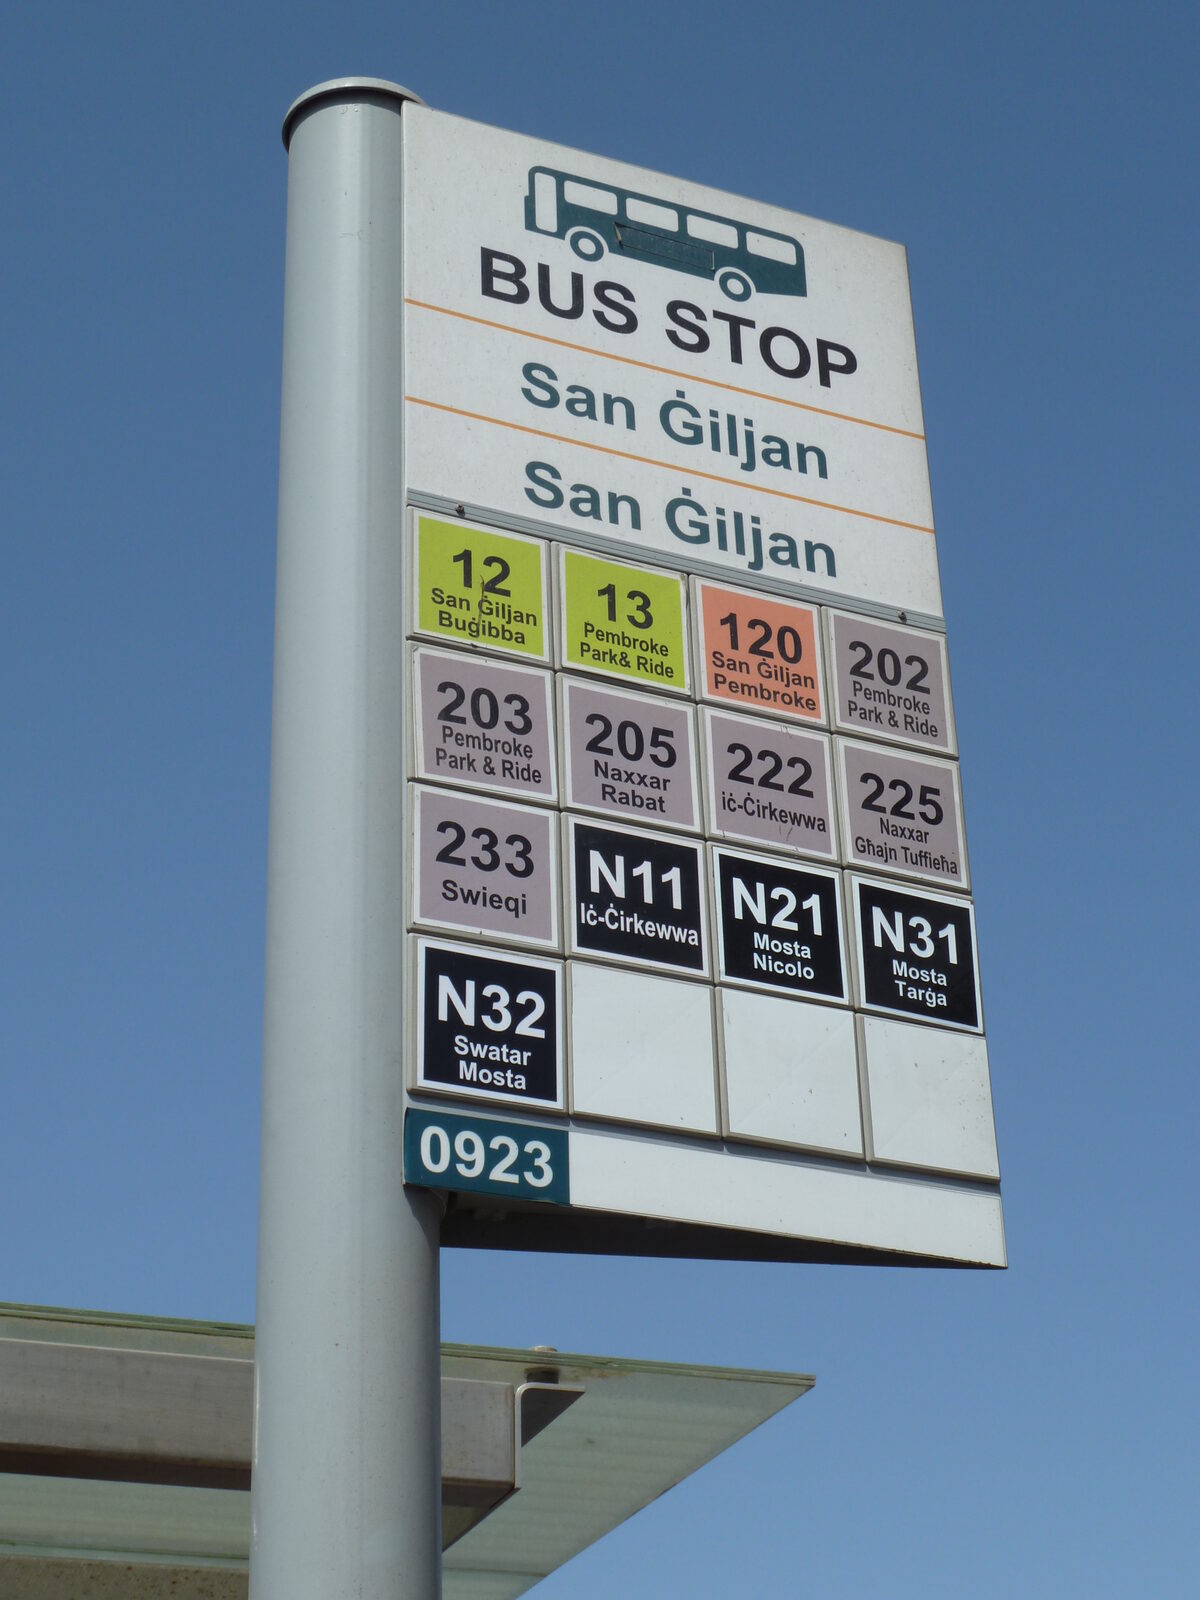 BUS STOP
San Ġiljan
San Ġiljan
12
San Ġiljan
Buġibba
13
Pembroke
Park& Ride
120
San Ġiljan
Pembroke
202
Pembroke
Park & Ride
203
Pembroke
Park & Ride
205
Naxxar
Rabat
222
iċ-Ċirkewwa
225
Naxxar
Għajn Tuffieħa
233
Swieqi
N11
Iċ-Ċirkewwa
N21
Mosta
Nicolo
N31
Mosta
Tarġa
N32
Swatar
Mosta
0923